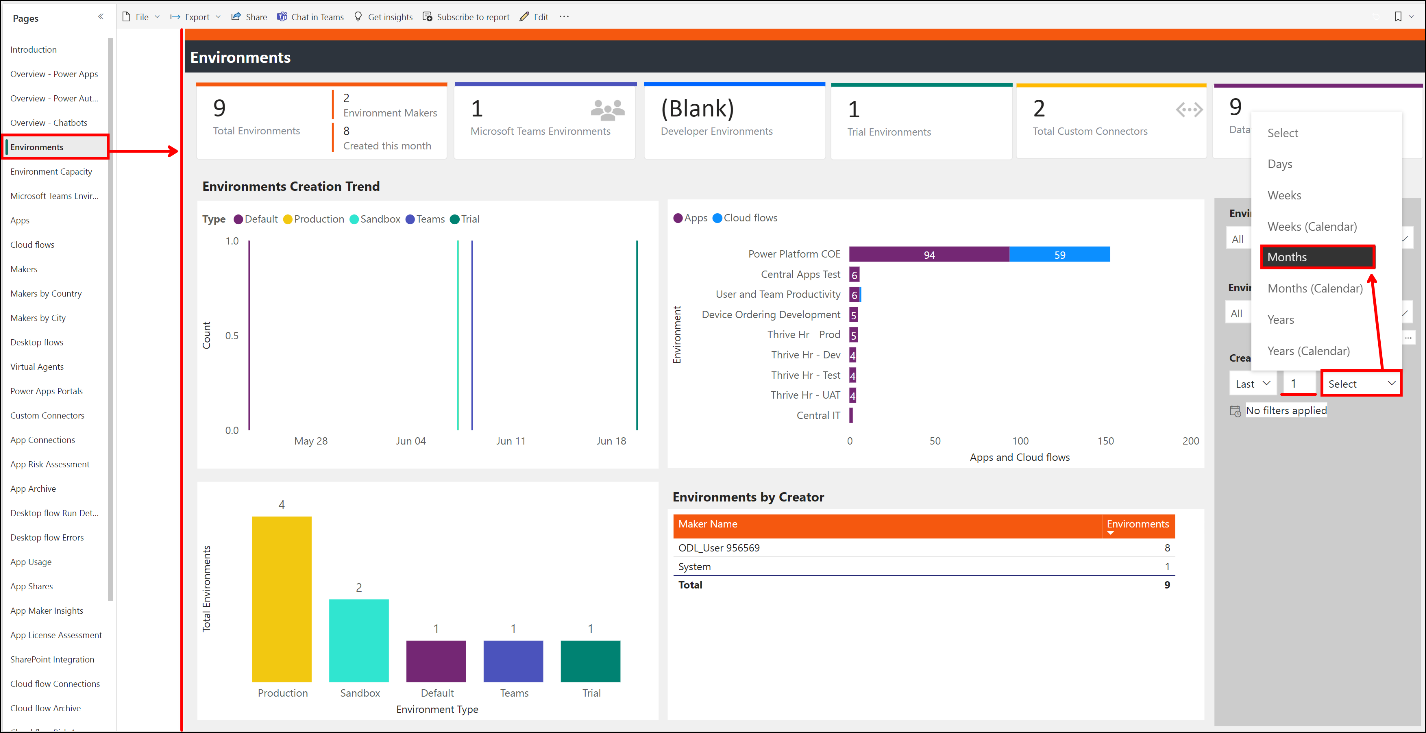 Pages
File
Export
Share
Chat in Teams
Get insights
Subscribe to report
Edit
Introduction
Overview - Power Apps
Overview - Power Aut...
Overview - Chatbots
Environments
Environment Capacity
Microsoft Teams Envir...
Apps
Cloud flows
Makers
Makers by Country
Makers by City
Desktop flows
Virtual Agents
Power Apps Portals
Custom Connectors
App Connections
App Risk Assessment
App Archive
Desktop flow Run Det...
Desktop flow Errors
App Usage
App Shares
App Maker Insights
App License Assessment
SharePoint Integration
Cloud flow Connections
Cloud flow Archive
Environments
9
Total Environments
2
Environment Makers
8
Created this month
1
Microsoft Teams Environments
(Blank)
Developer Environments
1
Trial Environments
2
Total Custom Connectors
9
Data
Environments Creation Trend
Type Default Production Sandbox Teams Trial
Count
1.0
0.5
0.0
May 28 Jun 04 Jun 11 Jun 18
Apps Cloud flows
Environment
Power Platform COE 94 59
Central Apps Test 6
User and Team Productivity 6
Device Ordering Development 5
Thrive Hr - Prod 5
Thrive Hr - Dev 4
Thrive Hr - Test 4
Thrive Hr - UAT 4
Central IT
0 50 100 150 200
Apps and Cloud flows
Total Environments
4 2 1 1 1
Production Sandbox Default Teams Trial
Environment Type
Environments by Creator
Maker Name Environments
ODL_User 956569 8
System 1
Total 9
Select
Days
Weeks
Weeks (Calendar)
Months
Months (Calendar)
Years
Years (Calendar)
Envi
All
Envi
All
Crea
Last 1 Select
No filters applied